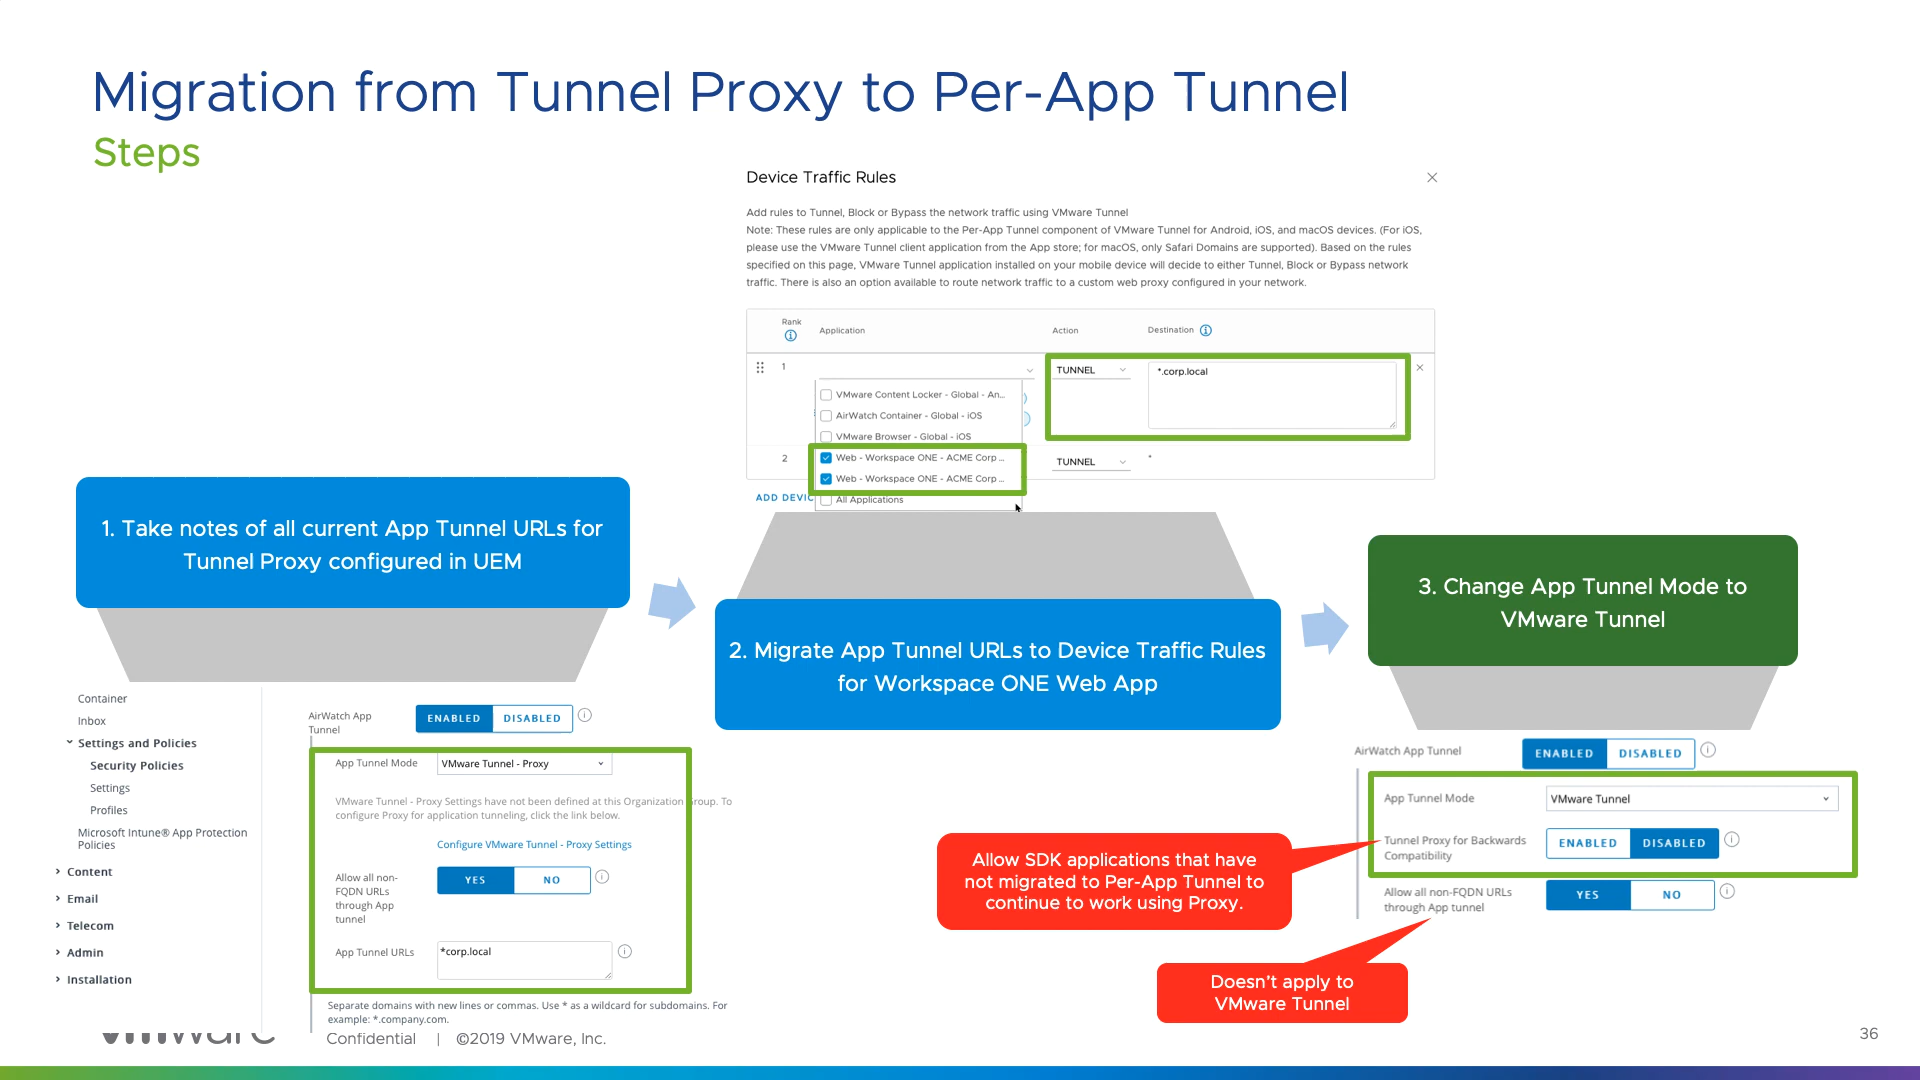 Migration from Tunnel Proxy to Per-App Tunnel
Steps
Device Traffic Rules
Add rules to Tunnel, Block or Bypass the network traffic using VMware Tunnel
Note: These rules are only applicable to the Per-App Tunnel component of VMware Tunnel for Android, iOS, and macOS devices. (For iOS,
please use the VMware Tunnel client application from the App store; for macOS, only Safari Domains are supported). Based on the rules
specified on this page, VMware Tunnel application installed on your mobile device will decide to either Tunnel, Block or Bypass network
traffic. There is also an option available to route network traffic to a custom web proxy configured in your network.
Rank
Application
Action
Destination
1
TUNNEL
*.corp.local
VMware Content Locker - Global - An...
AirWatch Container - Global - iOS
VMware Browser - Global - iOS
2
Web - Workspace ONE - ACME Corp ...
TUNNEL
*
Web - Workspace ONE - ACME Corp ...
ADD DEVIC
All Applications
1. Take notes of all current App Tunnel URLs for
Tunnel Proxy configured in UEM
2. Migrate App Tunnel URLs to Device Traffic Rules
for Workspace ONE Web App
3. Change App Tunnel Mode to
VMware Tunnel
Container
Inbox
Settings and Policies
Security Policies
Settings
Profiles
Microsoft Intune® App Protection
Policies
Content
Email
Telecom
Admin
Installation
AirWatch App
Tunnel
ENABLED
DISABLED
App Tunnel Mode
VMware Tunnel - Proxy
VMware Tunnel - Proxy Settings have not been defined at this Organization Group. To
configure Proxy for application tunneling, click the link below.
Configure VMware Tunnel - Proxy Settings
Allow all non-
FQDN URLs
through App
tunnel
YES
NO
App Tunnel URLs
*corp.local
Separate domains with new lines or commas. Use * as a wildcard for subdomains. For
example: *.company.com.
AirWatch App Tunnel
ENABLED
DISABLED
App Tunnel Mode
VMware Tunnel
Tunnel Proxy for Backwards
Compatibility
ENABLED
DISABLED
Allow all non-FQDN URLs
through App tunnel
YES
NO
Allow SDK applications that have
not migrated to Per-App Tunnel to
continue to work using Proxy.
Doesn't apply to
VMware Tunnel
vmware
Confidential | ©2019 VMware, Inc.
36